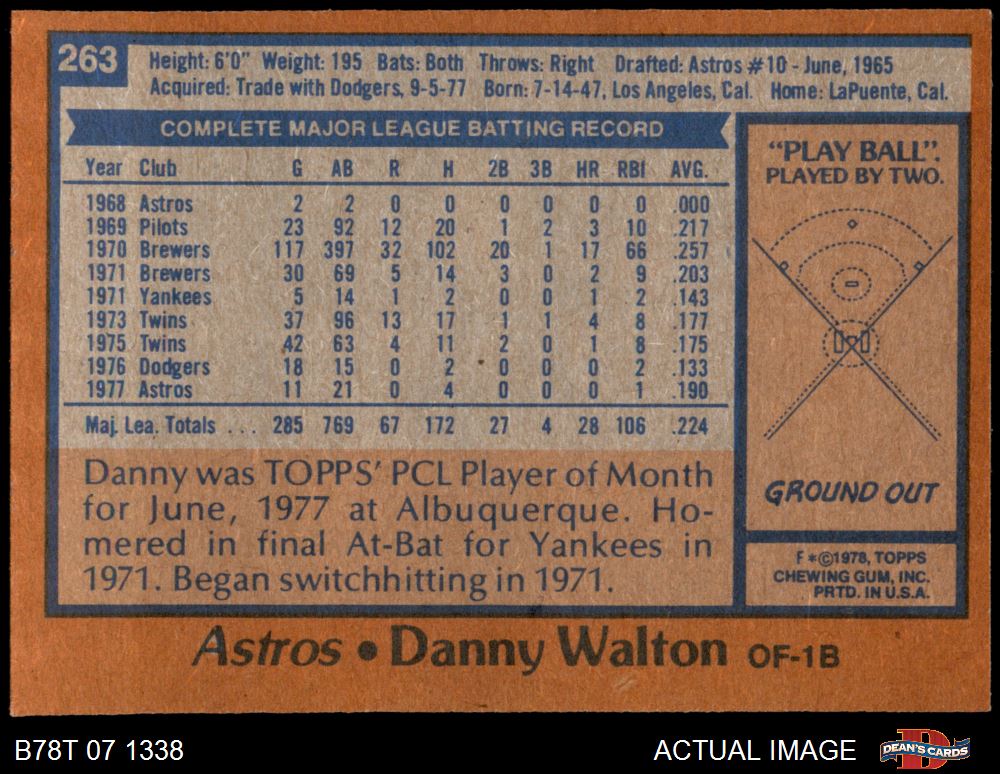 263
Height: 6'0" Weight: 195 Bats: Both Throws: Right Drafted: Astros #10 - June, 1965
Acquired: Trade with Dodgers, 9-5-77 Born: 7-14-47, Los Angeles, Cal. Home: LaPuente, Cal.
COMPLETE MAJOR LEAGUE BATTING RECORD
Year Club G AB R H 2B 3B HR RBI AVG.
1968 Astros 2 2 0 0 0 0 0 0 .000
1969 Pilots 23 92 12 20 1 2 3 10 .217
1970 Brewers 117 397 32 102 20 1 17 66 .257
1971 Brewers 30 69 5 14 3 0 2 9 .203
1971 Yankees 5 14 1 2 0 0 1 2 .143
1973 Twins 37 96 13 17 1 1 4 8 .177
1975 Twins 42 63 4 11 2 0 1 8 .175
1976 Dodgers 18 15 0 2 0 0 0 2 .133
1977 Astros 11 21 0 4 0 0 0 1 .190
Maj. Lea. Totals ... 285 769 67 172 27 4 28 106 .224
Danny was TOPPS' PCL Player of Month
for June, 1977 at Albuquerque. Ho-
mered in final At-Bat for Yankees in
1971. Began switchhitting in 1971.
"PLAY BALL".
PLAYED BY TWO.
GROUND OUT
F *©1978, TOPPS
CHEWING GUM, INC.
PRTD. IN U.S.A.
Astros • Danny Walton OF-1B
B78T 07 1338
ACTUAL IMAGE
DEAN'S CARDS